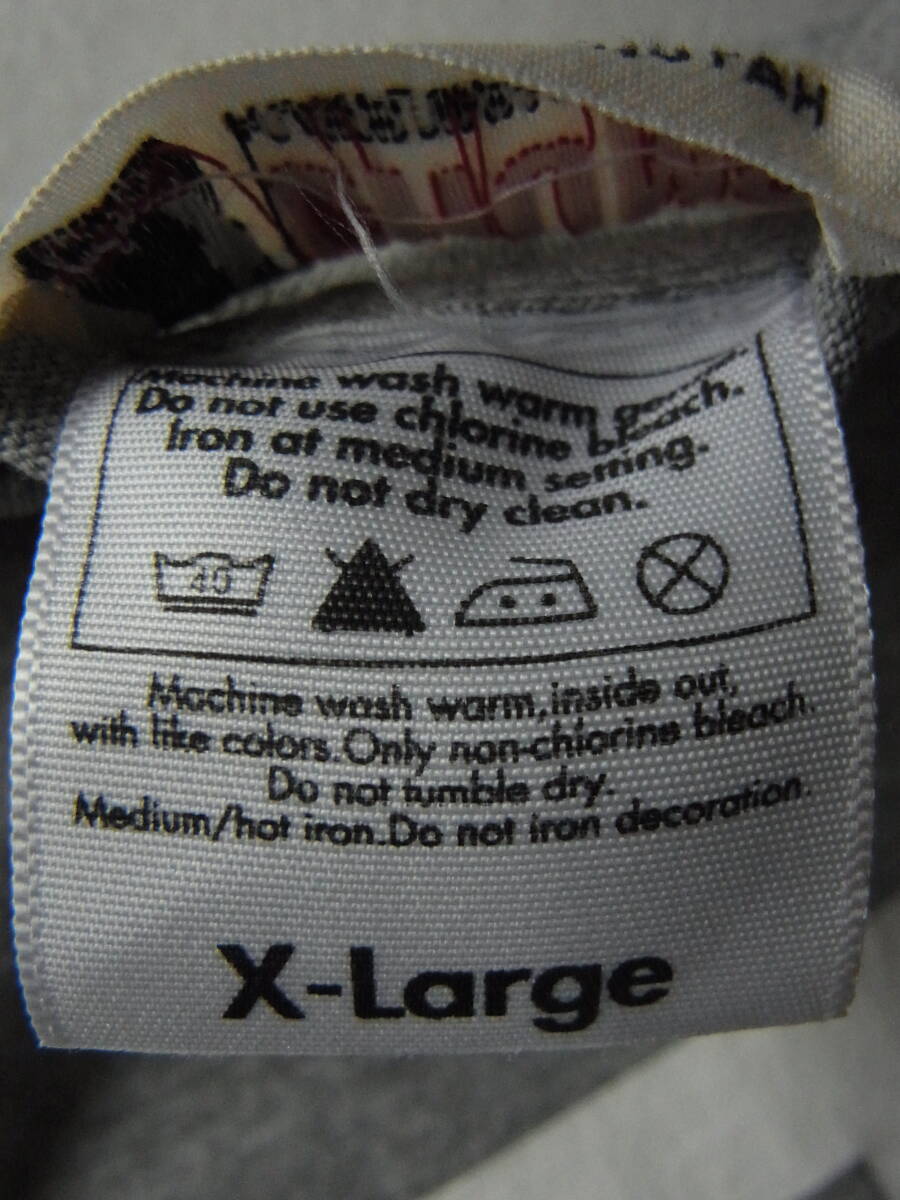 Machine wash warm
Do not use chlorine bleach.
Iron at medium setting.
Do not dry clean.
40
Machine wash warm,inside out,
with like colors.Only non-chlorine bleach.
Do not tumble dry.
Medium/hot iron.Do not iron decoration.
X-Large